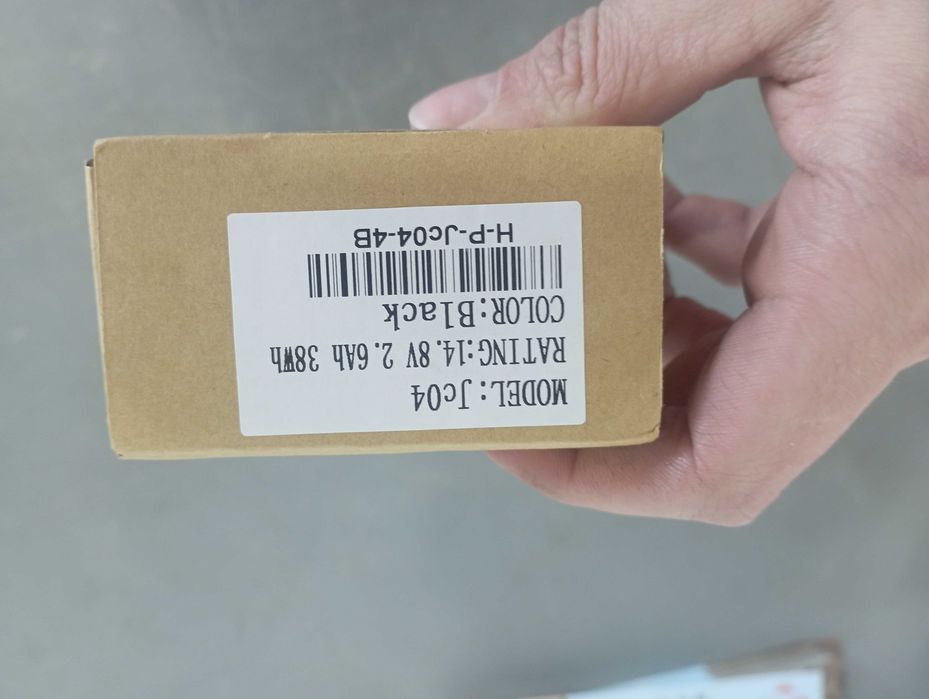 MODEL:Jc04
RATING:14.8V 2.6Ah 38Wh
COLOR:Black
H-P-Jc04-4B